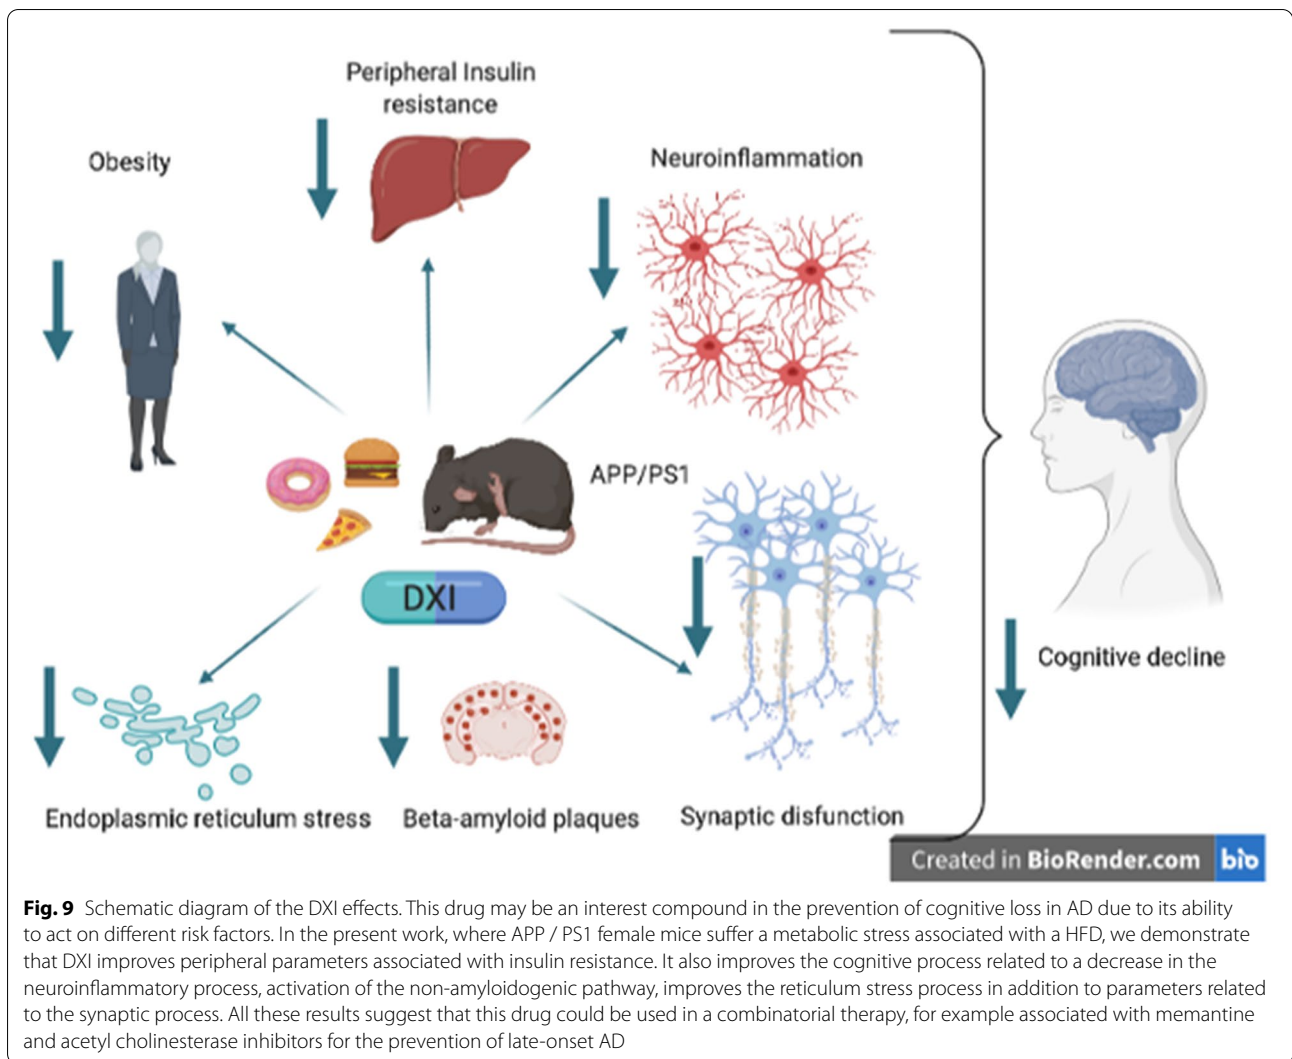 Peripheral Insulin
resistance
Obesity
Neuroinflammation
APP/PS1
DXI
Cognitive decline
Endoplasmic reticulum stress
Beta-amyloid plaques
Synaptic disfunction
Created in BioRender.com bio
Fig. 9 Schematic diagram of the DXI effects. This drug may be an interest compound in the prevention of cognitive loss in AD due to its ability
to act on different risk factors. In the present work, where APP / PS1 female mice suffer a metabolic stress associated with a HFD, we demonstrate
that DXI improves peripheral parameters associated with insulin resistance. It also improves the cognitive process related to a decrease in the
neuroinflammatory process, activation of the non-amyloidogenic pathway, improves the reticulum stress process in addition to parameters related
to the synaptic process. All these results suggest that this drug could be used in a combinatorial therapy, for example associated with memantine
and acetyl cholinesterase inhibitors for the prevention of late-onset AD